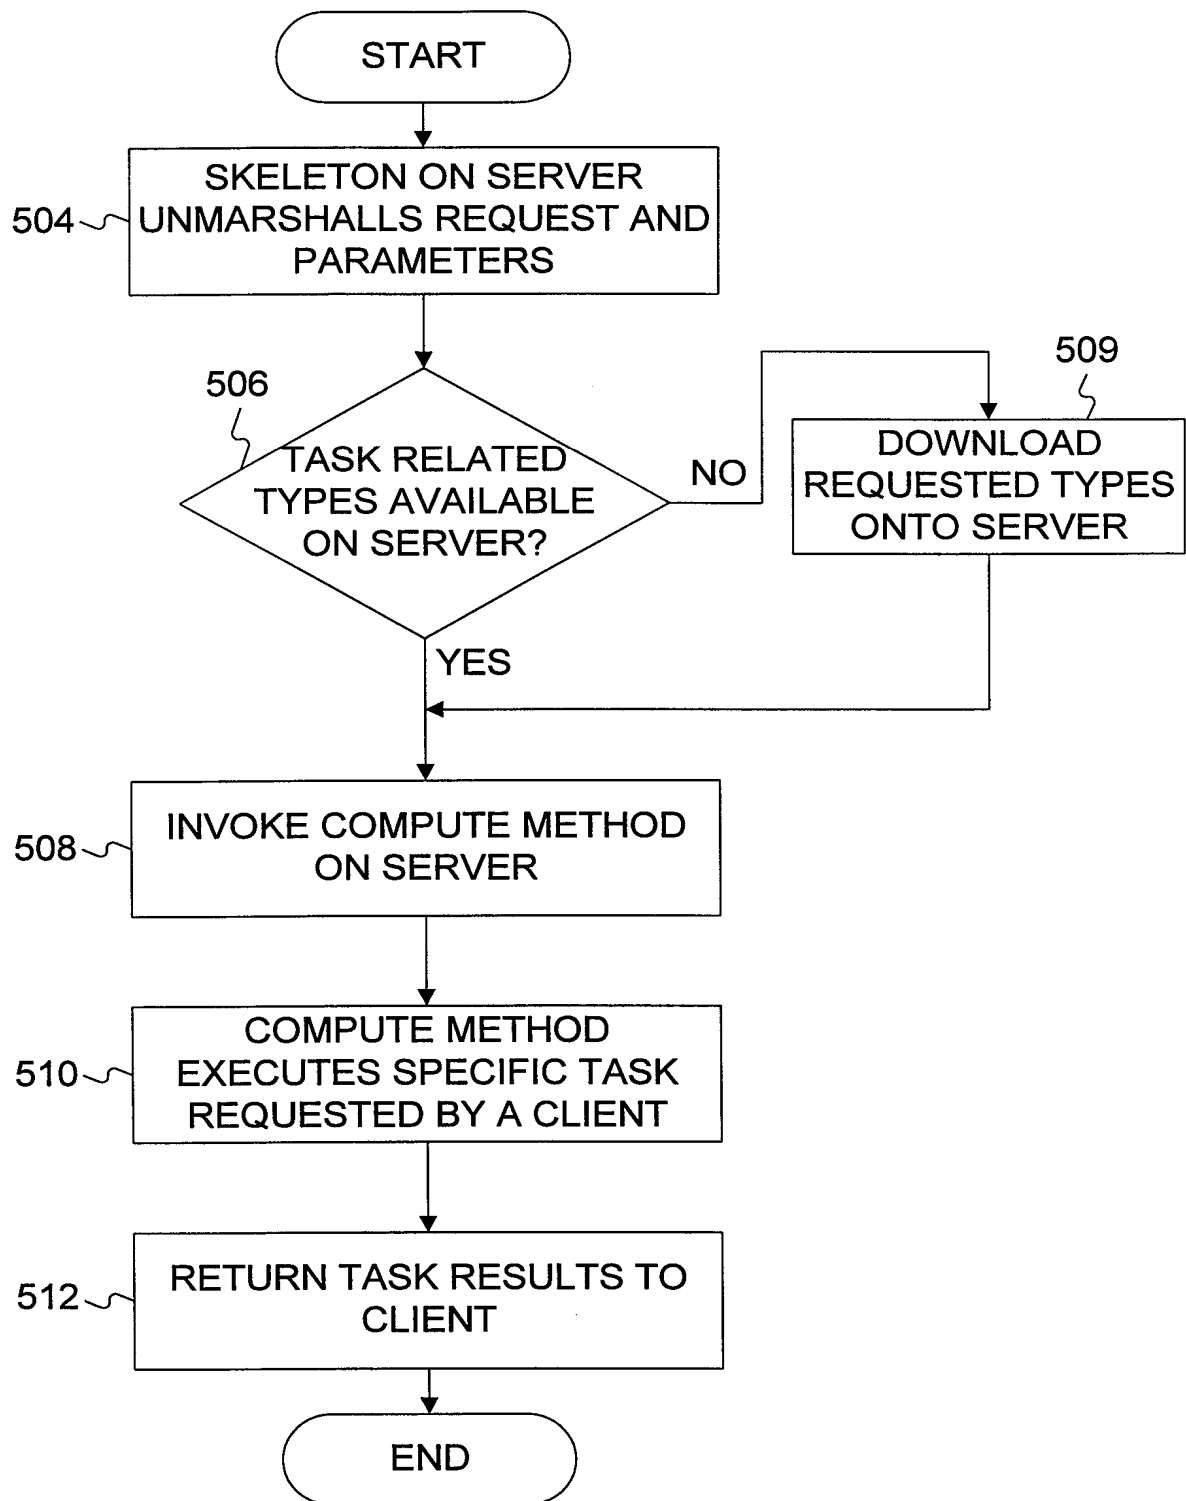 START
504
SKELETON ON SERVER
UNMARSHALLS REQUEST AND
PARAMETERS
506
TASK RELATED
TYPES AVAILABLE
ON SERVER?
NO
509
DOWNLOAD
REQUESTED TYPES
ONTO SERVER
YES
508
INVOKE COMPUTE METHOD
ON SERVER
510
COMPUTE METHOD
EXECUTES SPECIFIC TASK
REQUESTED BY A CLIENT
512
RETURN TASK RESULTS TO
CLIENT
END